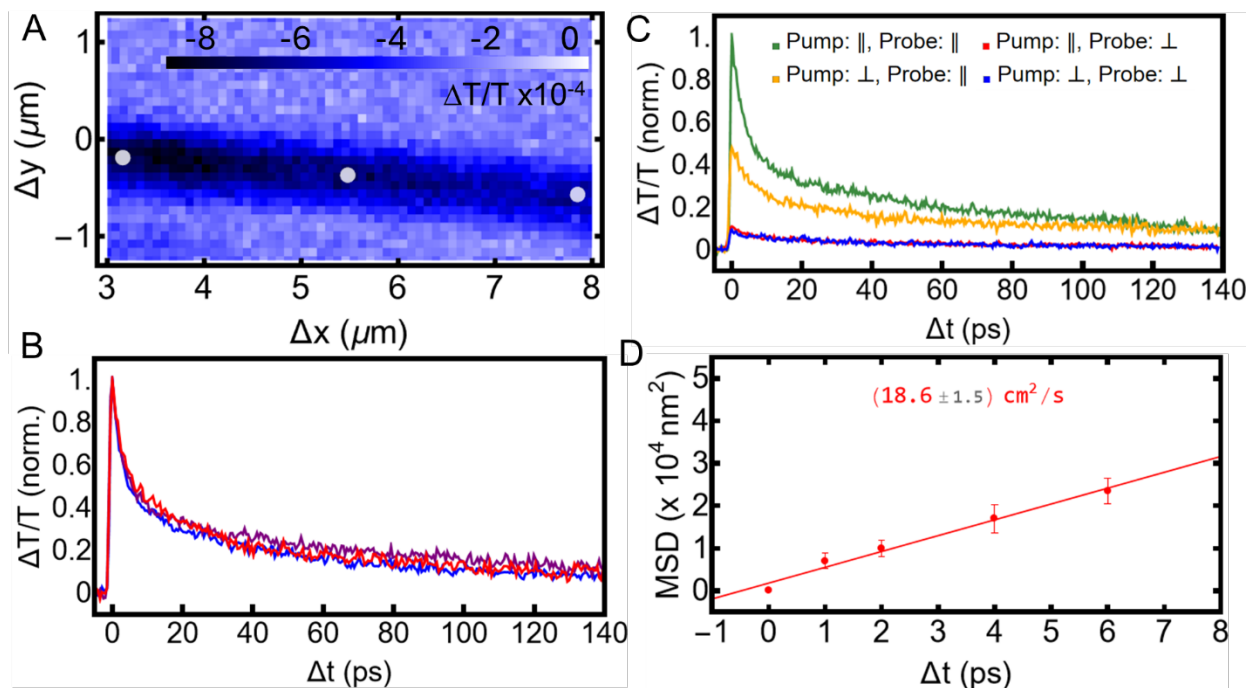 A
-8 -6 -4 -2 0
ΔT/T x10⁻⁴
1
0
−1
Δy (μm)
3 4 5 6 7 8
Δx (μm)
B
1.
0.8
0.6
0.4
0.2
0
ΔT/T (norm.)
0 20 40 60 80 100 120 140
Δt (ps)
C
Pump: ∥, Probe: ∥
Pump: ∥, Probe: ⊥
Pump: ⊥, Probe: ∥
Pump: ⊥, Probe: ⊥
1.
0.8
0.6
0.4
0.2
0
ΔT/T (norm.)
0 20 40 60 80 100 120 140
Δt (ps)
D
(18.6 ± 1.5) cm²/s
5
4
3
2
1
0
MSD (x 10⁴ nm²)
−1 0 1 2 3 4 5 6 7 8
Δt (ps)